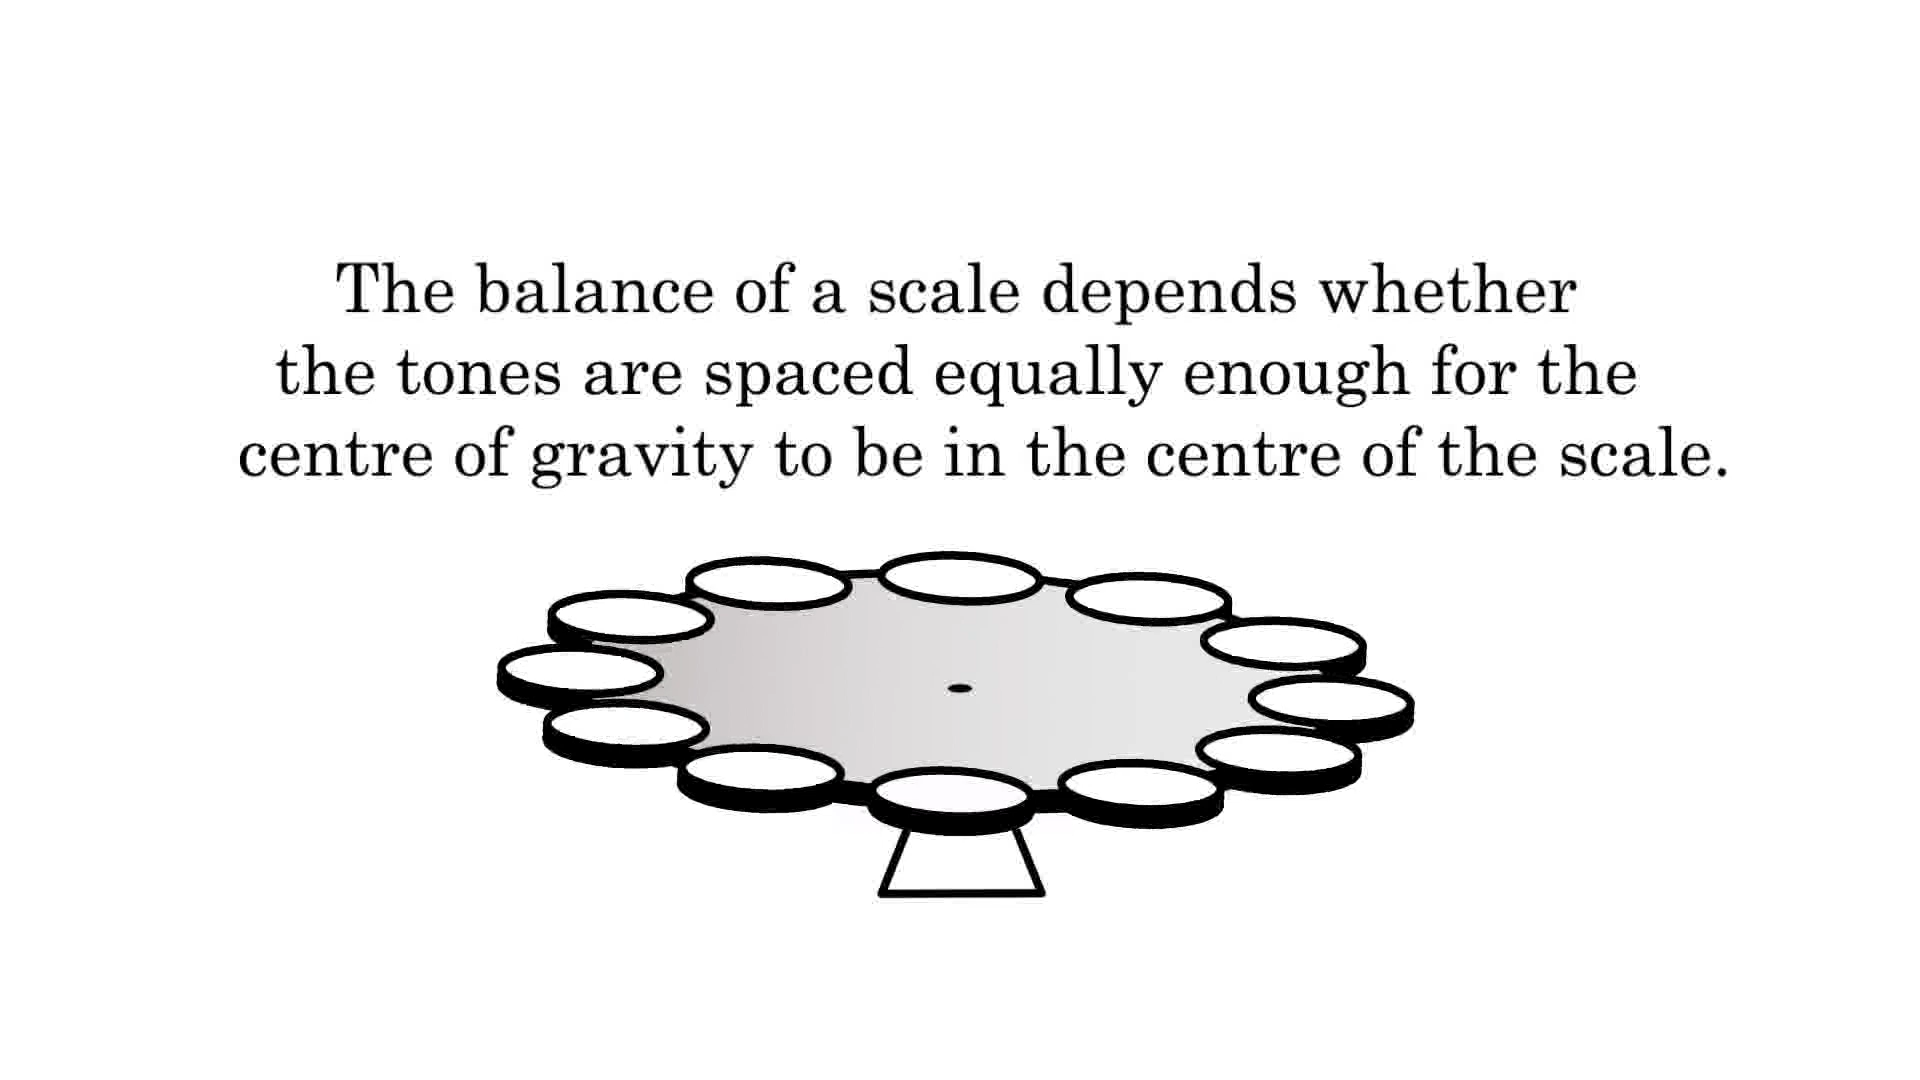 The balance of a scale depends whether
the tones are spaced equally enough for the
centre of gravity to be in the centre of the scale.